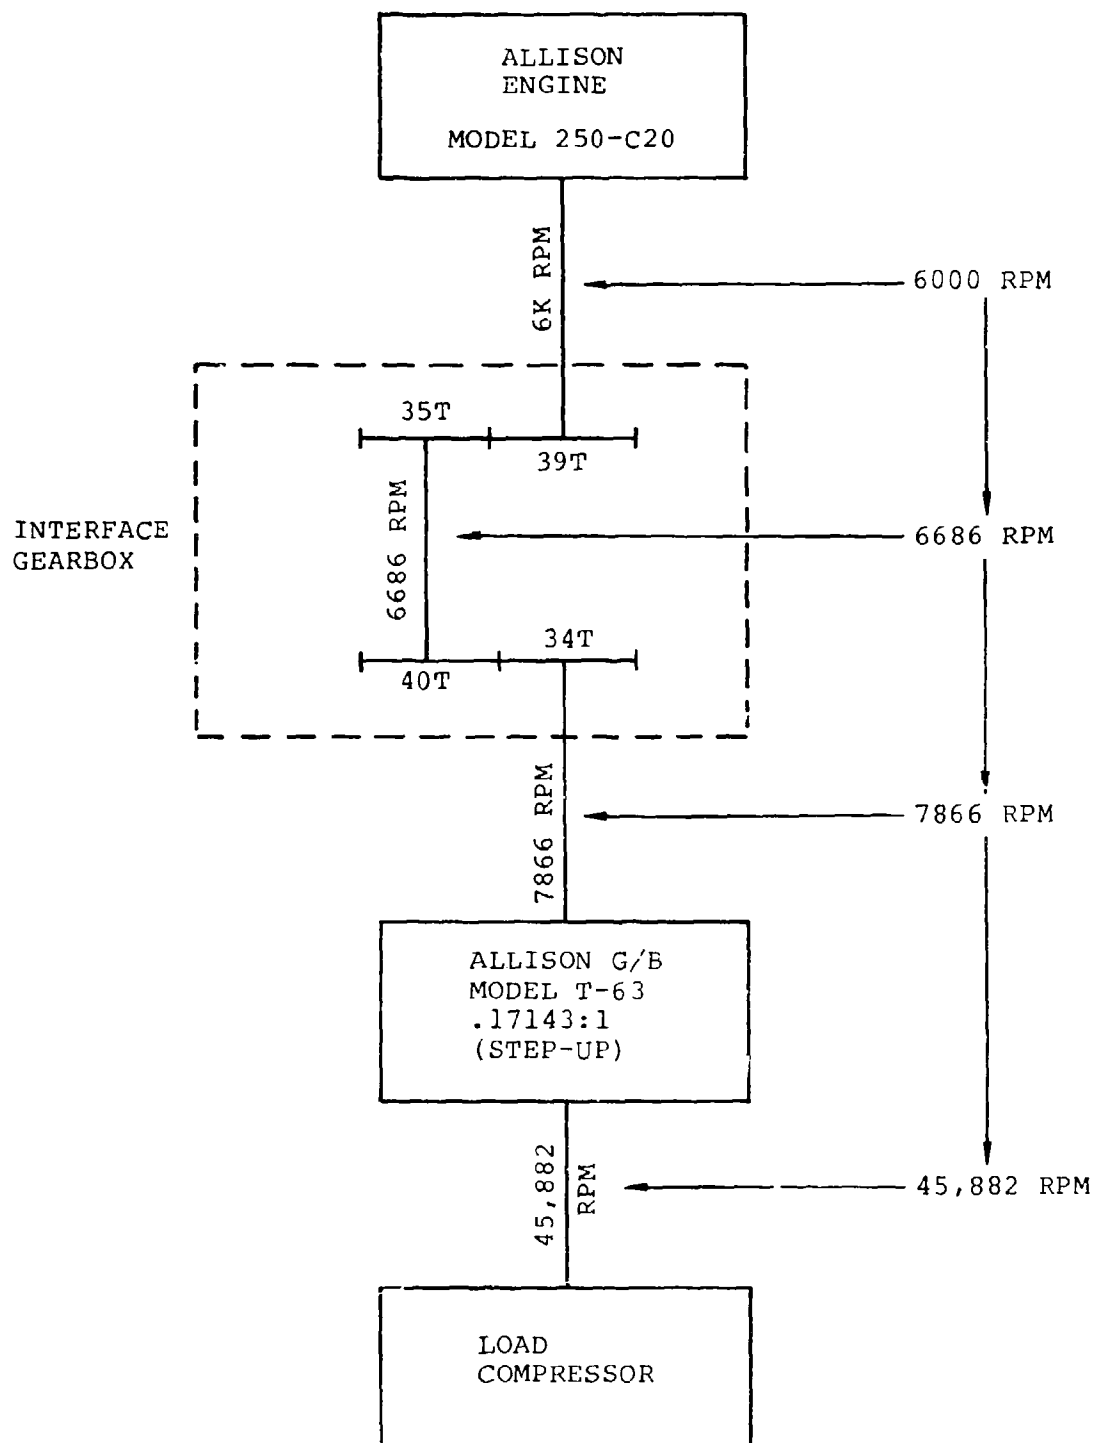 ALLISON
ENGINE
MODEL 250-C20
6K RPM
6000 RPM
35T
39T
INTERFACE
GEARBOX
6686 RPM
6686 RPM
34T
40T
7866 RPM
7866 RPM
ALLISON G/B
MODEL T-63
.17143:1
(STEP-UP)
45,882
RPM
45,882 RPM
LOAD
COMPRESSOR